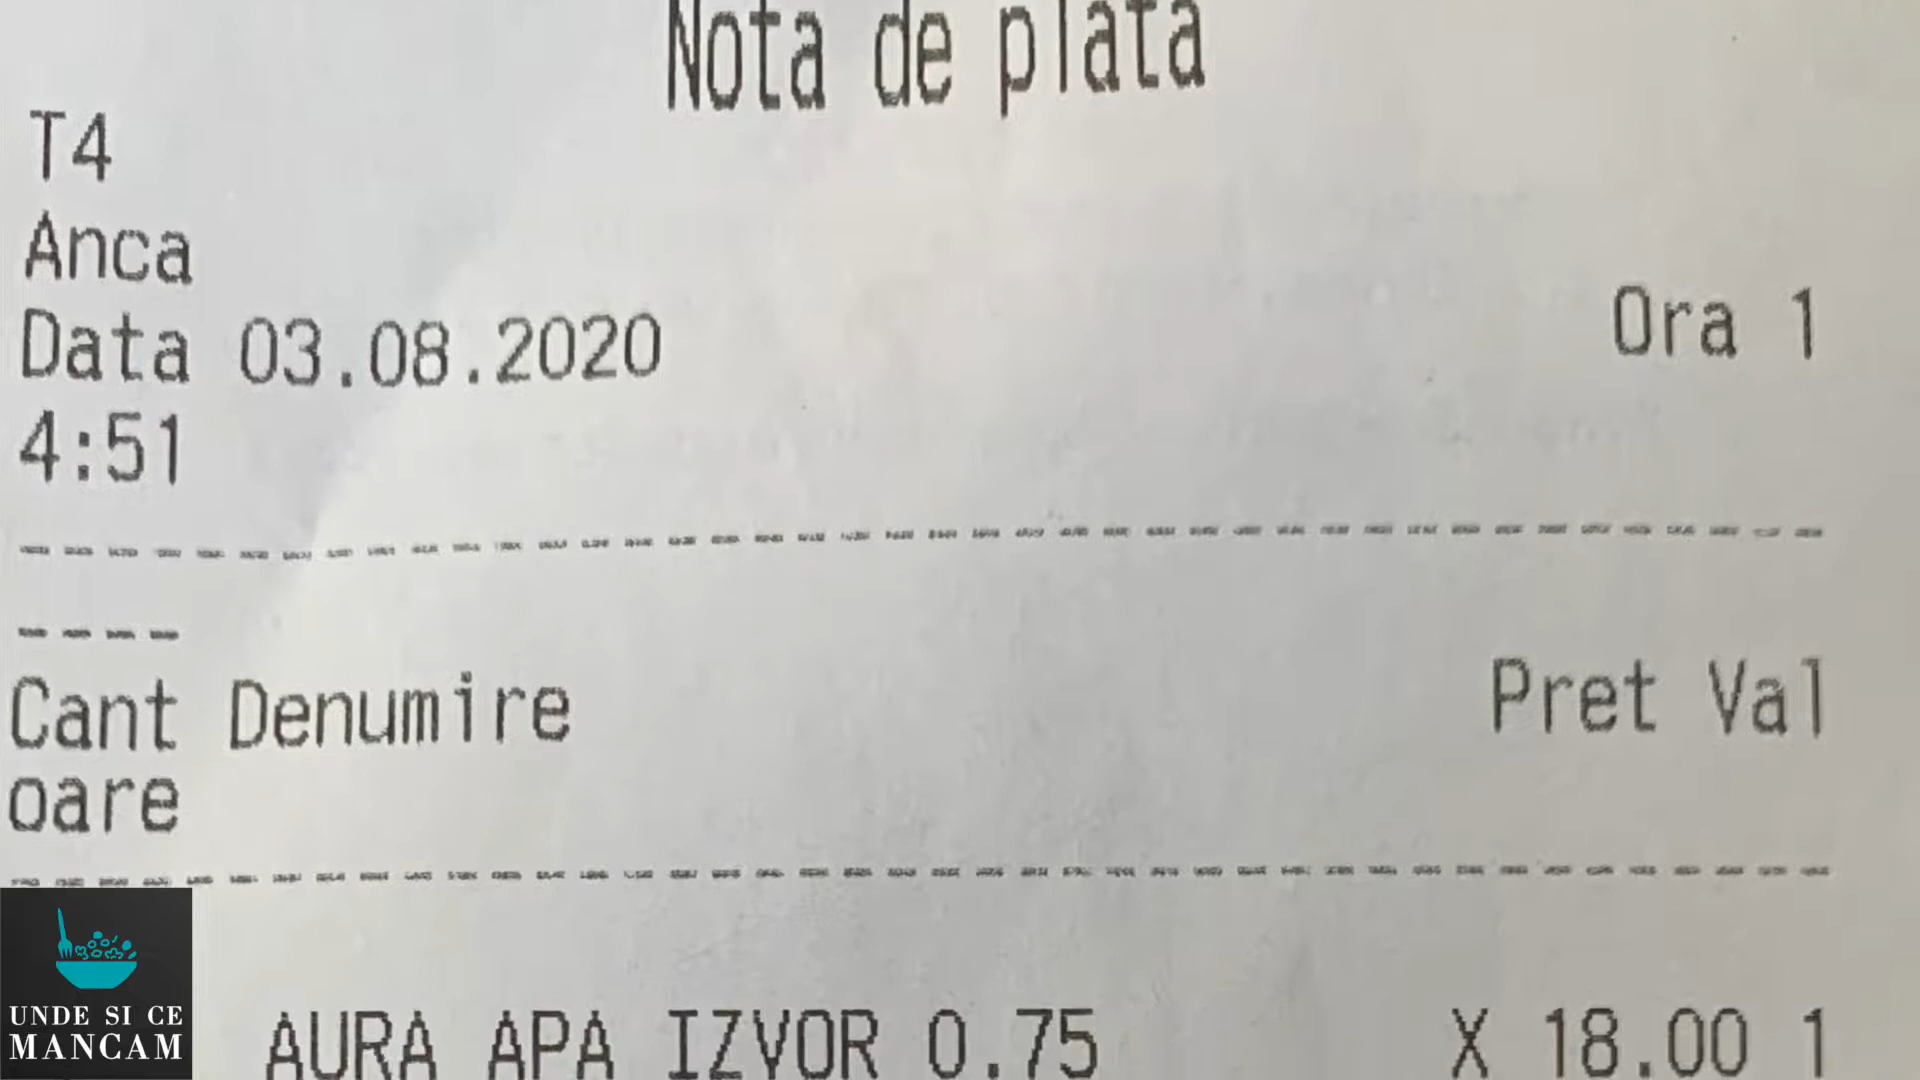 Nota de plata
T4
Anca
Data 03.08.2020 Ora 1
4:51
Cant Denumire Pret Val
oare
AURA APA IZVOR 0.75 X 18.00 1
UNDE SI CE
MANCAM